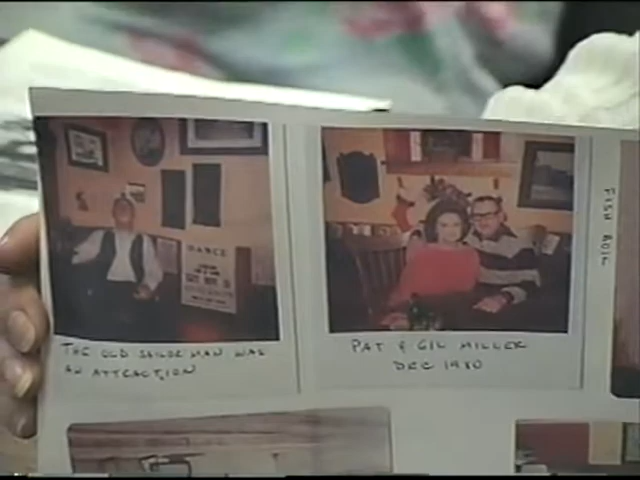 DANCE
THE OLD SAILOR MAN WAS
AN ATTRACTION
PAT & GIL MILLER
DEC 1980
FISH BOIL